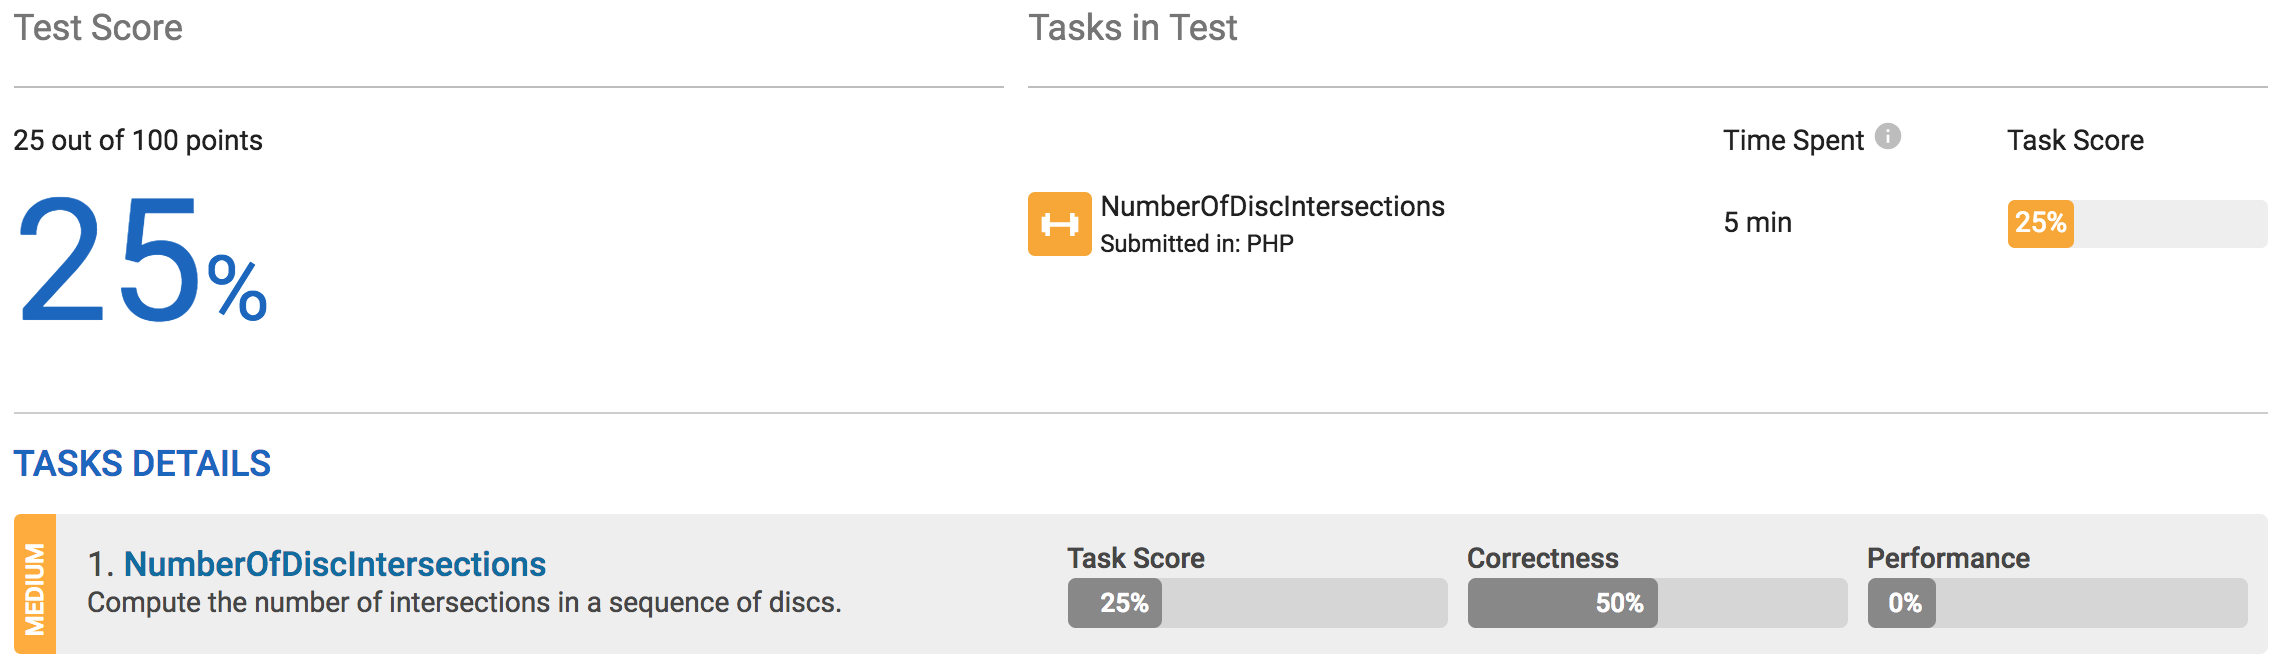 Test Score
Tasks in Test
25 out of 100 points
Time Spent
Task Score
25%
NumberOfDiscIntersections
Submitted in: PHP
5 min
25%
TASKS DETAILS
MEDIUM
1. NumberOfDiscIntersections
Compute the number of intersections in a sequence of discs.
Task Score
25%
Correctness
50%
Performance
0%